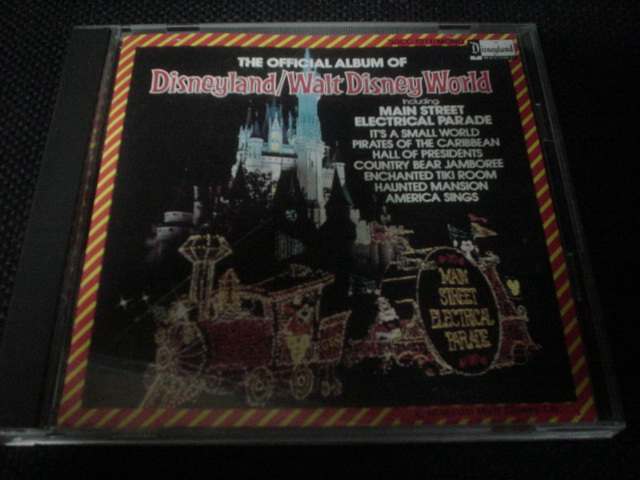 Disneyland
THE OFFICIAL ALBUM OF
Disneyland/Walt Disney World
Including
MAIN STREET
ELECTRICAL PARADE
IT'S A SMALL WORLD
PIRATES OF THE CARIBBEAN
HALL OF PRESIDENTS
COUNTRY BEAR JAMBOREE
ENCHANTED TIKI ROOM
HAUNTED MANSION
AMERICA SINGS
MAIN
STREET
ELECTRICAL
PARADE